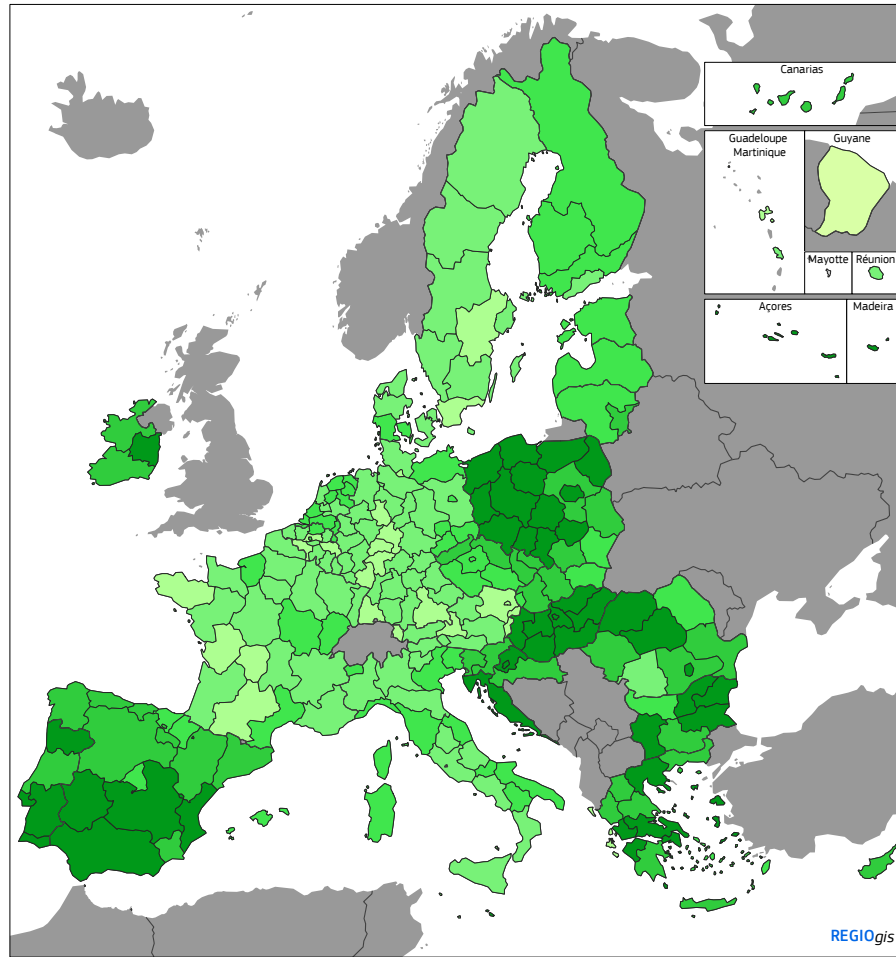 Canarias
Guadeloupe
Martinique
Guyane
Mayotte
Réunion
Açores
Madeira
REGIOgis